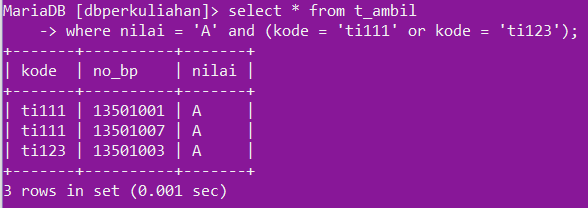 MariaDB [dbperkuliahan]> select * from t_ambil
    -> where nilai = 'A' and (kode = 'ti111' or kode = 'ti123');
+-------+----------+-------+
| kode  | no_bp    | nilai |
+-------+----------+-------+
| ti111 | 13501001 | A     |
| ti111 | 13501007 | A     |
| ti123 | 13501003 | A     |
+-------+----------+-------+
3 rows in set (0.001 sec)